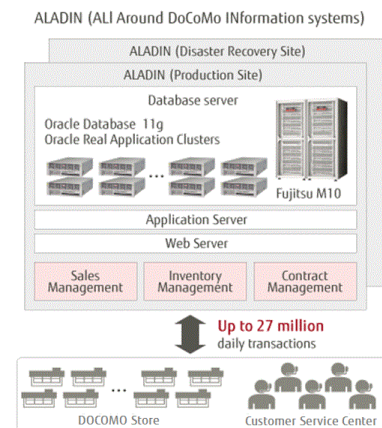 ALADIN (ALl Around DoCoMo INformation systems)
ALADIN (Disaster Recovery Site)
ALADIN (Production Site)
Database server
Oracle Database 11g
Oracle Real Application Clusters
...
Fujitsu M10
Application Server
Web Server
Sales
Management
Inventory
Management
Contract
Management
Up to 27 million
daily transactions
...
DOCOMO Store
Customer Service Center